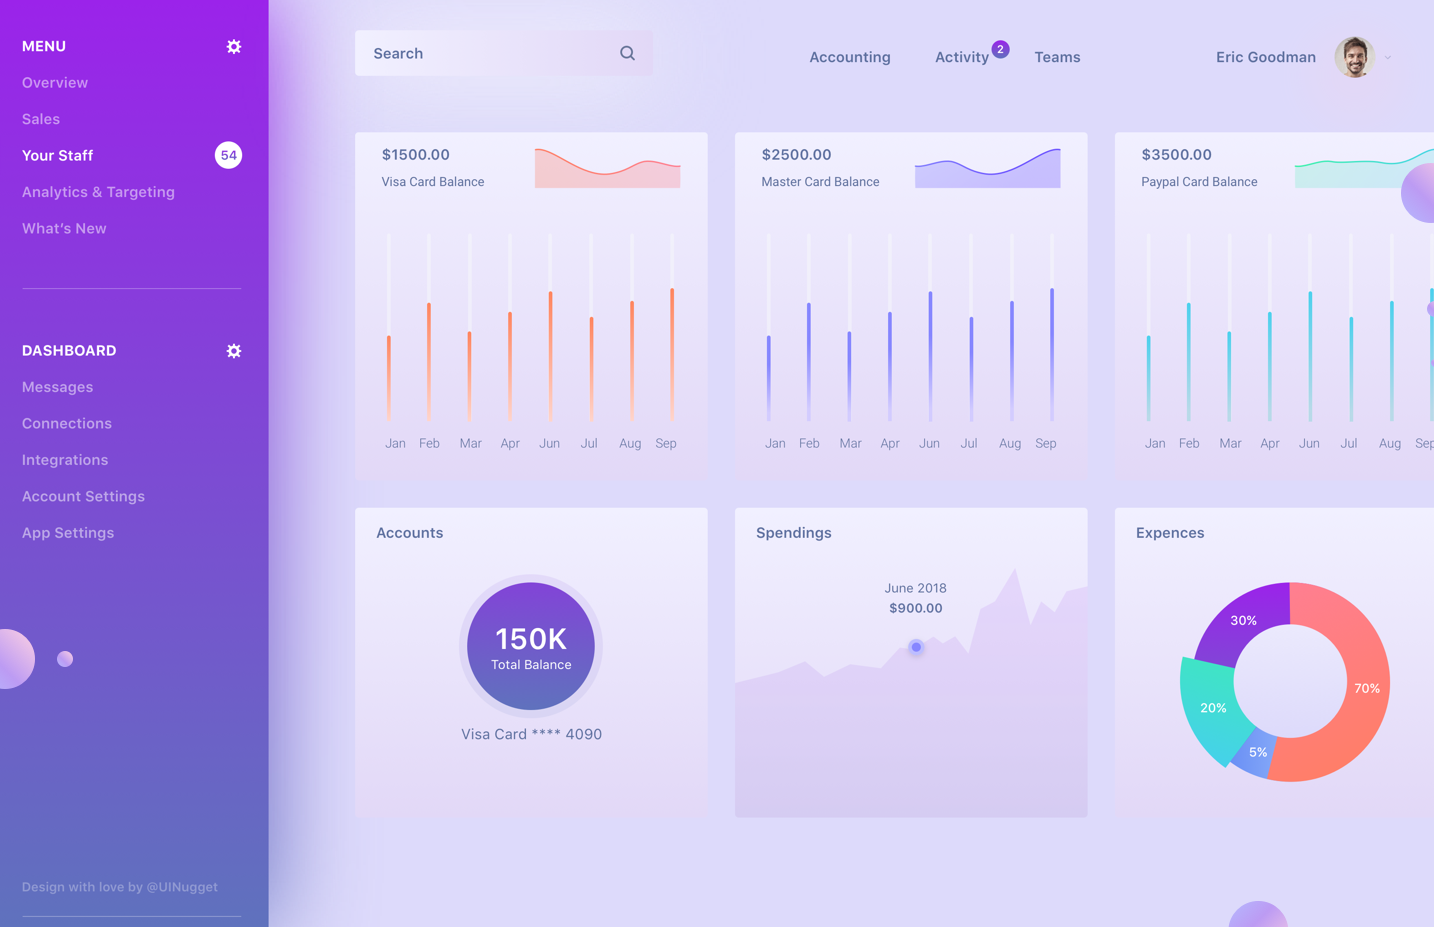 MENU
Overview
Sales
Your Staff 54
Analytics & Targeting
What's New
DASHBOARD
Messages
Connections
Integrations
Account Settings
App Settings
Design with love by @UINugget
Search
Accounting Activity 2 Teams
Eric Goodman
$1500.00
Visa Card Balance
Jan Feb Mar Apr Jun Jul Aug Sep
$2500.00
Master Card Balance
Jan Feb Mar Apr Jun Jul Aug Sep
$3500.00
Paypal Card Balance
Jan Feb Mar Apr Jun Jul Aug Sep
Accounts
150K
Total Balance
Visa Card **** 4090
Spendings
June 2018
$900.00
Expences
30%
70%
20%
5%